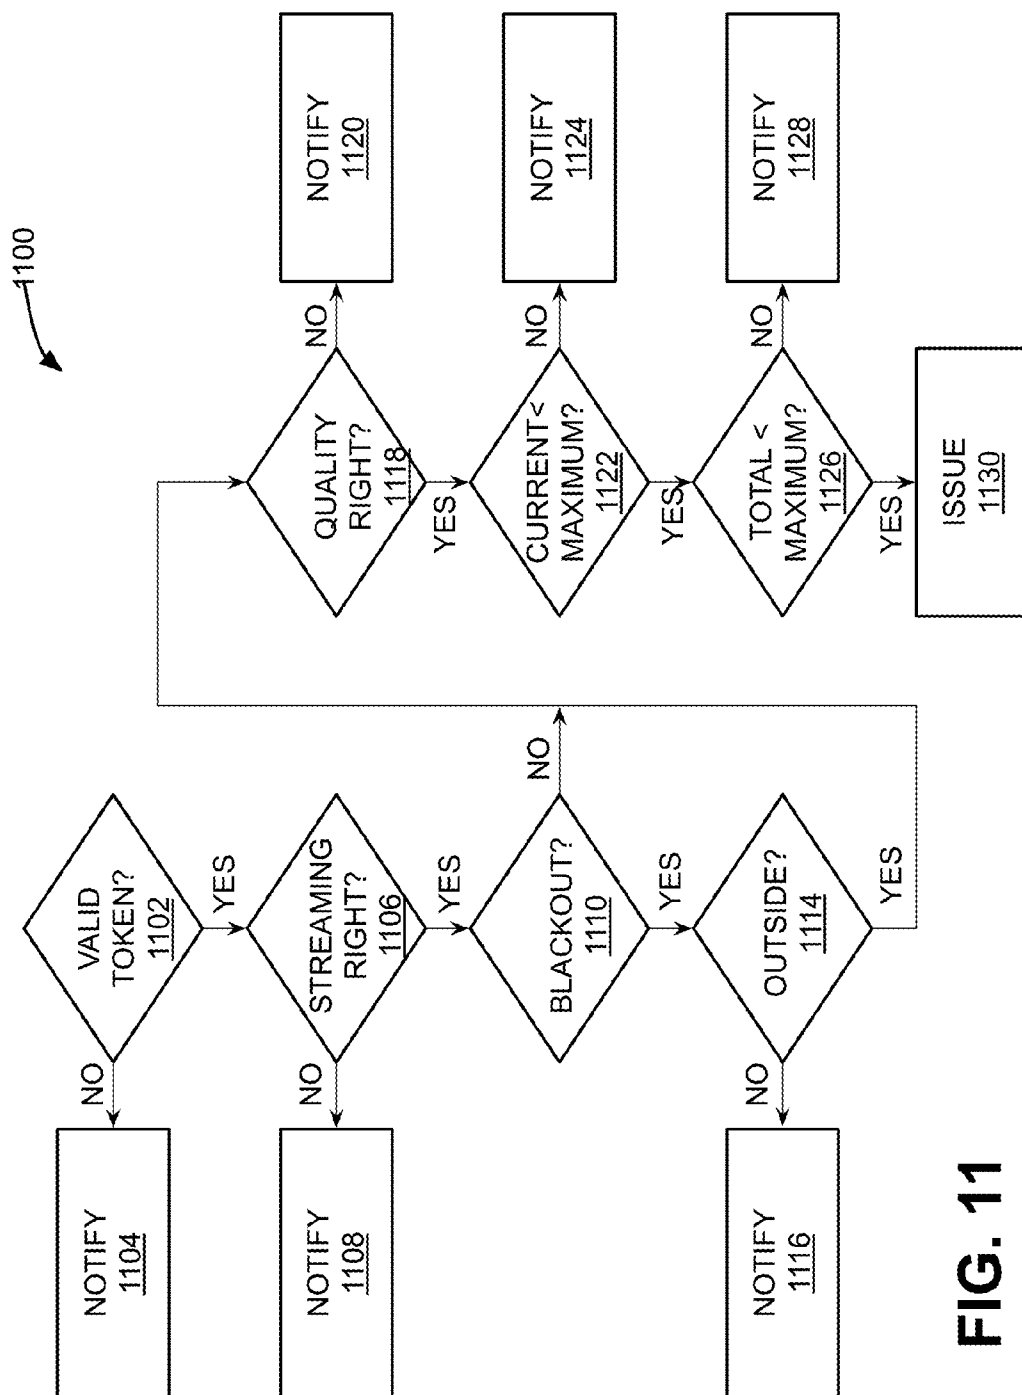 1100
VALID
TOKEN?
1102
NO
NOTIFY
1104
YES
STREAMING
RIGHT?
1106
NO
NOTIFY
1108
YES
BLACKOUT?
1110
NO
YES
OUTSIDE?
1114
NO
NOTIFY
1116
YES
QUALITY
RIGHT?
1118
NO
NOTIFY
1120
YES
CURRENT<
MAXIMUM?
1122
NO
NOTIFY
1124
YES
TOTAL <
MAXIMUM?
1126
NO
NOTIFY
1128
YES
ISSUE
1130
FIG. 11